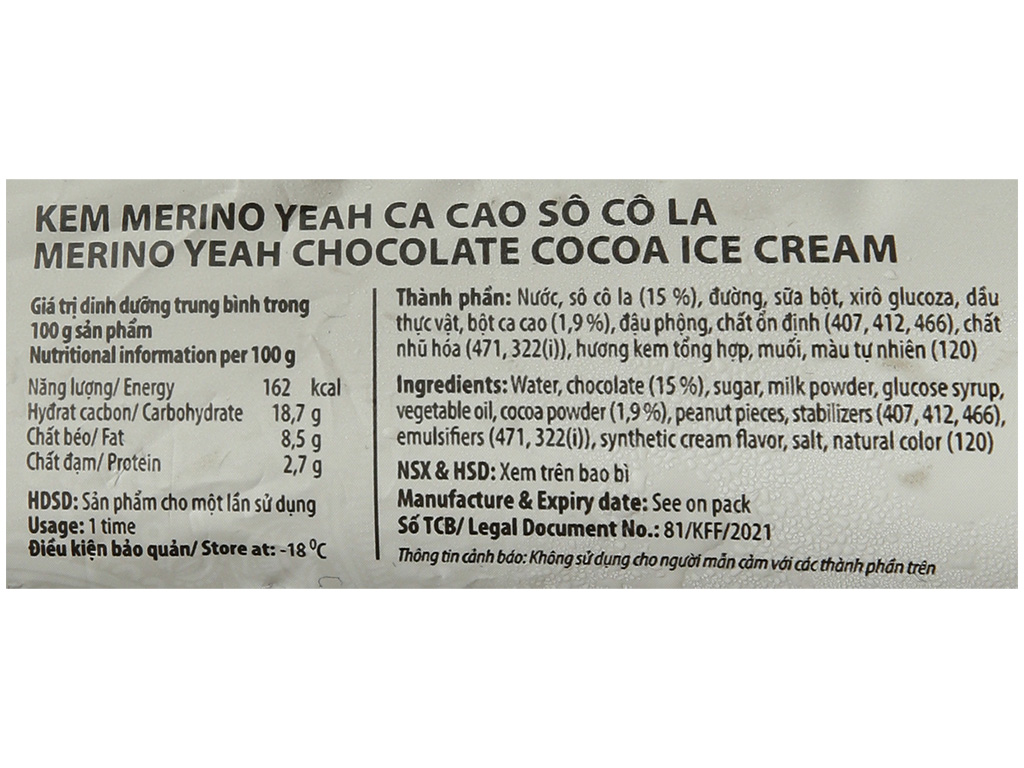 KEM MERINO YEAH CA CAO SÔ CÔ LA
MERINO YEAH CHOCOLATE COCOA ICE CREAM
Giá trị dinh dưỡng trung bình trong
100 g sản phẩm
Nutritional information per 100 g
Năng lượng/ Energy 162 kcal
Hyđrat cacbon/ Carbohydrate 18,7 g
Chất béo/ Fat 8,5 g
Chất đạm/ Protein 2,7 g
HDSD: Sản phẩm cho một lần sử dụng
Usage: 1 time
Điều kiện bảo quản/ Store at: -18 ⁰C
Thành phần: Nước, sô cô la (15 %), đường, sữa bột, xirô glucoza, dầu
thực vật, bột ca cao (1,9 %), đậu phộng, chất ổn định (407, 412, 466), chất
nhũ hóa (471, 322(i)), hương kem tổng hợp, muối, màu tự nhiên (120)
Ingredients: Water, chocolate (15 %), sugar, milk powder, glucose syrup,
vegetable oil, cocoa powder (1,9 %), peanut pieces, stabilizers (407, 412, 466),
emulsifiers (471, 322(i)), synthetic cream flavor, salt, natural color (120)
NSX & HSD: Xem trên bao bì
Manufacture & Expiry date: See on pack
Số TCB/ Legal Document No.: 81/KFF/2021
Thông tin cảnh báo: Không sử dụng cho người mẫn cảm với các thành phần trên